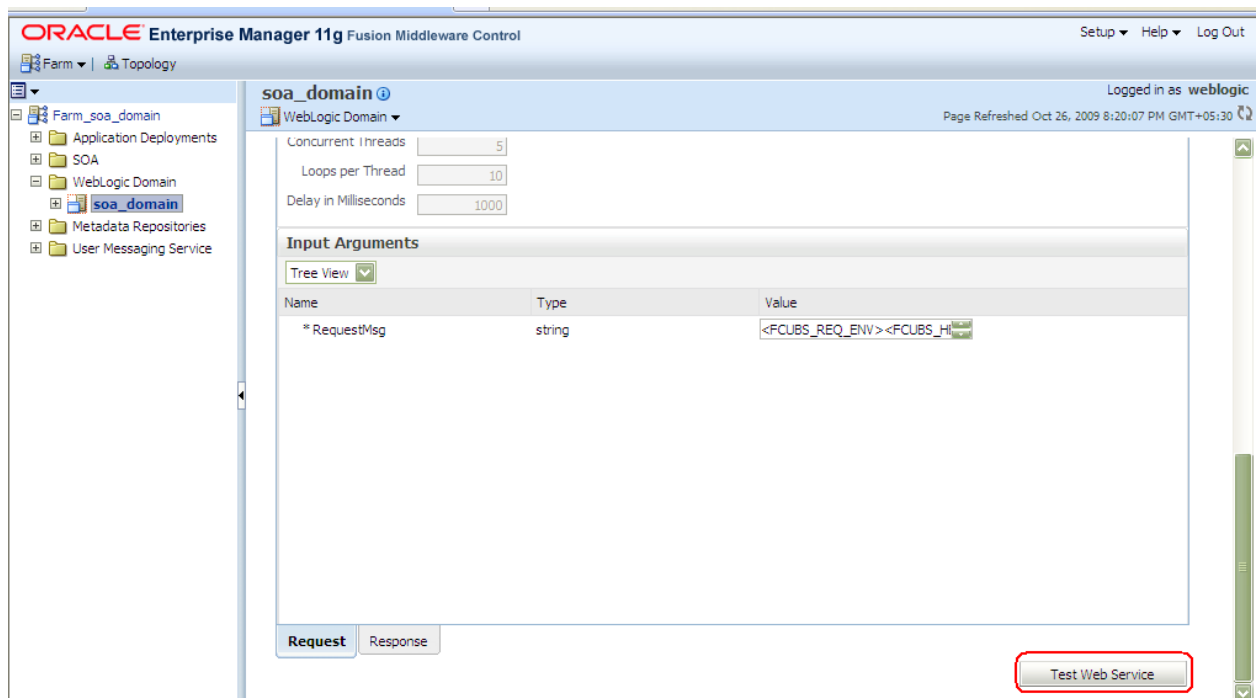 ORACLE Enterprise Manager 11g Fusion Middleware Control
Setup Help Log Out
Farm | Topology
soa_domain
Logged in as weblogic
WebLogic Domain
Page Refreshed Oct 26, 2009 8:20:07 PM GMT+05:30
Farm_soa_domain
Application Deployments
SOA
WebLogic Domain
soa_domain
Metadata Repositories
User Messaging Service
Concurrent Threads 5
Loops per Thread 10
Delay in Milliseconds 1000
Input Arguments
Tree View
Name Type Value
* RequestMsg string <FCUBS_REQ_ENV><FCUBS_H
Request Response
Test Web Service